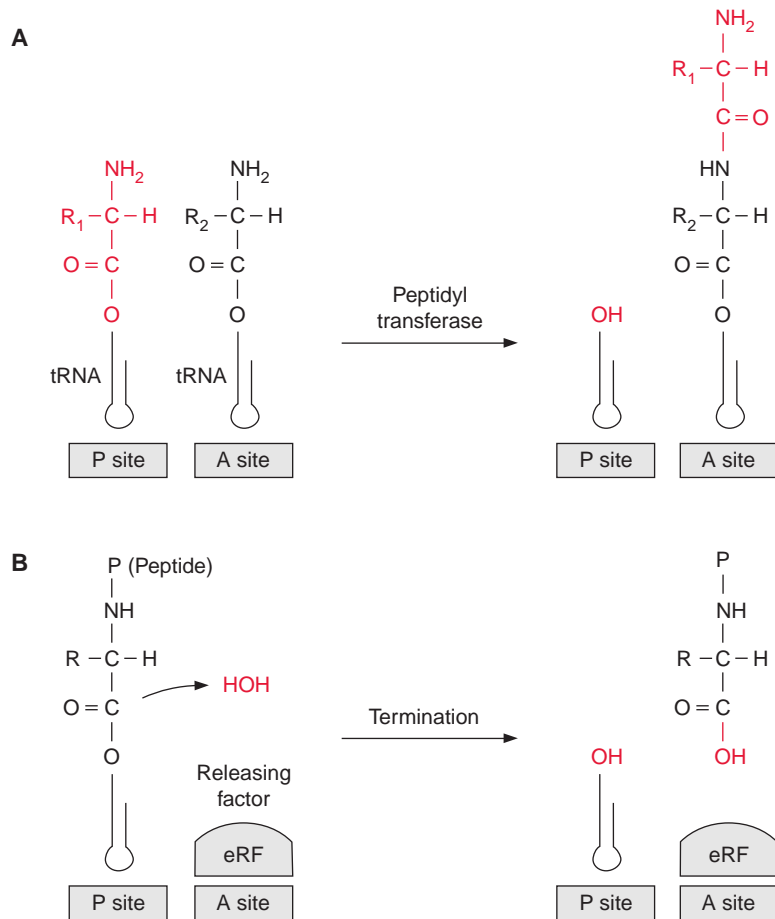 A
NH₂
R₁–C–H
C=O
NH₂ NH₂ HN
R₁–C–H R₂–C–H R₂–C–H
O=C O=C O=C
O O Peptidyl transferase OH O
tRNA tRNA
P site A site P site A site
B
P (Peptide) P
NH NH
R–C–H R–C–H
HOH
O=C Termination O=C
O OH OH
Releasing
factor
eRF eRF
P site A site P site A site